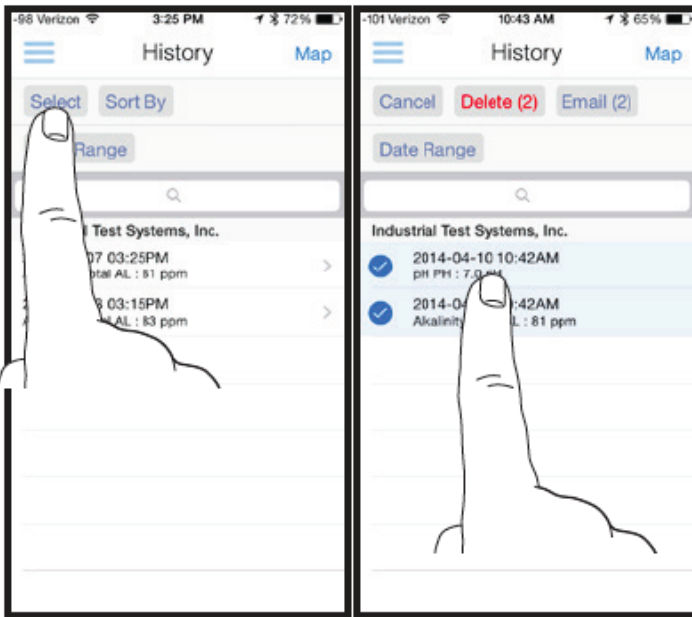 -98 Verizon 3:25 PM 72%
History Map
Select Sort By
Range
Test Systems, Inc.
07 03:25PM
otal AL : 81 ppm
03:15PM
AL : 83 ppm
-101 Verizon 10:43 AM 65%
History Map
Cancel Delete (2) Email (2)
Date Range
Industrial Test Systems, Inc.
2014-04-10 10:42AM
pH PH : 7.0 pH
2014-04 :42AM
Akalinity L : 81 ppm